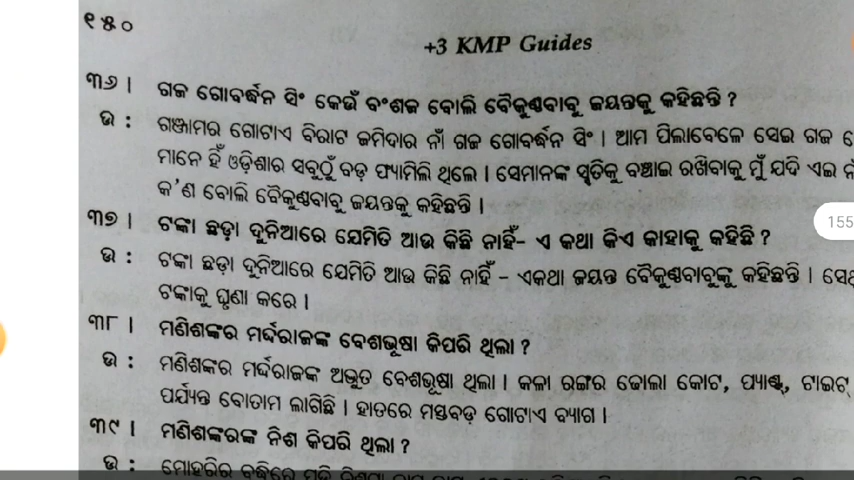 ୧୫୦
+3 KMP Guides
୩୬। ଗଜ ଗୋବର୍ଦ୍ଧନ ସିଂ କେଉଁ ବଂଶଜ ବୋଲି ବୈକୁଣ୍ଠବାବୁ ଜୟନ୍ତକୁ କହିଛନ୍ତି ?
ଉ : ଗଞ୍ଜାମର ଗୋଟାଏ ବିରାଟ ଜମିଦାର ନାଁ ଗଜ ଗୋବର୍ଦ୍ଧନ ସିଂ। ଆମ ପିଲାବେଳେ ସେଇ ଗଜ
ମାନେ ହିଁ ଓଡ଼ିଶାର ସବୁଠୁଁ ବଡ଼ ଫ୍ୟାମିଲି ଥିଲେ। ସେମାନଙ୍କ ସ୍ମୃତିକୁ ବଞ୍ଚାଇ ରଖିବାକୁ ମୁଁ ଯଦି ଏଇ
କ'ଣ ବୋଲି ବୈକୁଣ୍ଠବାବୁ ଜୟନ୍ତକୁ କହିଛନ୍ତି।
୩୭। ଟଙ୍କା ଛଡ଼ା ଦୁନିଆରେ ଯେମିତି ଆଉ କିଛି ନାହିଁ- ଏ କଥା କିଏ କାହାକୁ କହିଛି ?
ଉ : ଟଙ୍କା ଛଡ଼ା ଦୁନିଆରେ ଯେମିତି ଆଉ କିଛି ନାହିଁ – ଏକଥା ଜୟନ୍ତ ବୈକୁଣ୍ଠବାବୁଙ୍କୁ କହିଛନ୍ତି।
ଟଙ୍କାକୁ ଘୃଣା କରେ।
୩୮। ମଣିଶଙ୍କର ମର୍ଦ୍ଦରାଜଙ୍କ ବେଶଭୂଷା କିପରି ଥିଲା ?
ଉ : ମଣିଶଙ୍କର ମର୍ଦ୍ଦରାଜଙ୍କ ଅଦ୍ଭୁତ ବେଶଭୂଷା ଥିଲା। କଳା ରଙ୍ଗର ଢୋଲା କୋଟ, ପ୍ୟାଣ୍ଟ, ଟାଇଟ୍
ପର୍ଯ୍ୟନ୍ତ ବୋତାମ ଲାଗିଛି। ହାତରେ ମସ୍ତବଡ଼ ଗୋଟାଏ ବ୍ୟାଗ।
୩୯। ମଣିଶଙ୍କରଙ୍କ ନିଶ କିପରି ଥିଲା ?
ଉ :
155